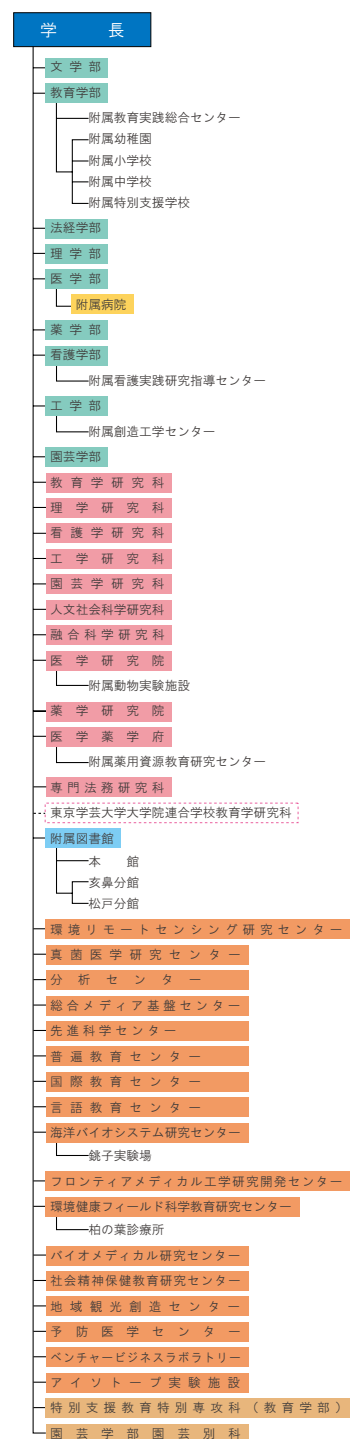 学長
文学部
教育学部
附属教育実践総合センター
附属幼稚園
附属小学校
附属中学校
附属特別支援学校
法経学部
理学部
医学部
附属病院
薬学部
看護学部
附属看護実践研究指導センター
工学部
附属創造工学センター
園芸学部
教育学研究科
理学研究科
看護学研究科
工学研究科
園芸学研究科
人文社会科学研究科
融合科学研究科
医学研究院
附属動物実験施設
薬学研究院
医学薬学府
附属薬用資源教育研究センター
専門法務研究科
東京学芸大学大学院連合学校教育学研究科
附属図書館
本館
亥鼻分館
松戸分館
環境リモートセンシング研究センター
真菌医学研究センター
分析センター
総合メディア基盤センター
先進科学センター
普遍教育センター
国際教育センター
言語教育センター
海洋バイオシステム研究センター
銚子実験場
フロンティアメディカル工学研究開発センター
環境健康フィールド科学教育研究センター
柏の葉診療所
バイオメディカル研究センター
社会精神保健教育研究センター
地域観光創造センター
予防医学センター
ベンチャービジネスラボラトリー
アイソトープ実験施設
特別支援教育特別専攻科(教育学部)
園芸学部園芸別科